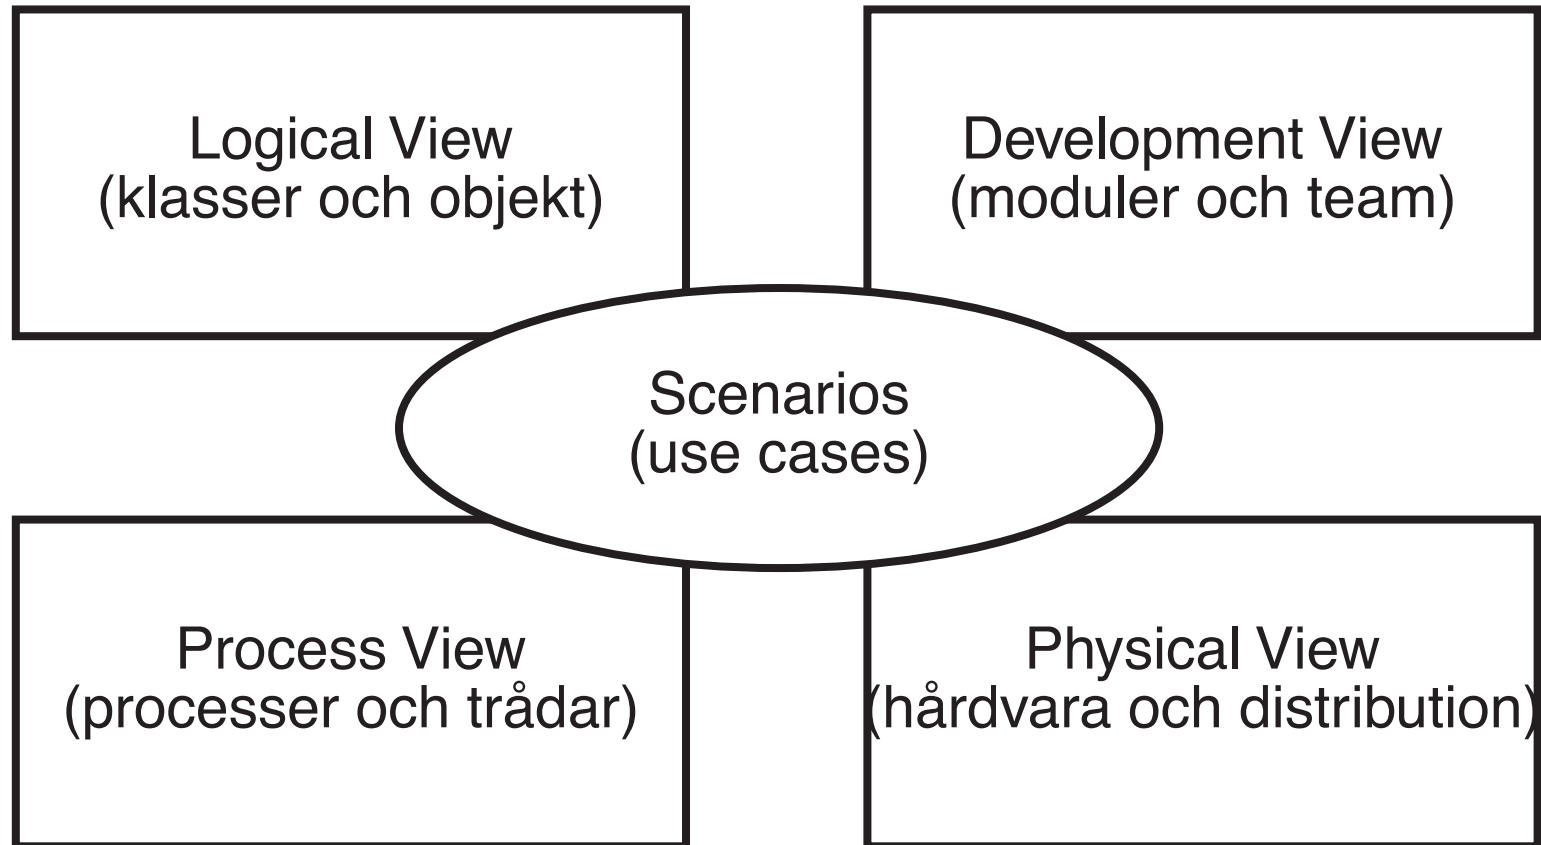 Logical View
(klasser och objekt)
Development View
(moduler och team)
Scenarios
(use cases)
Process View
(processer och trådar)
Physical View
(hårdvara och distribution)